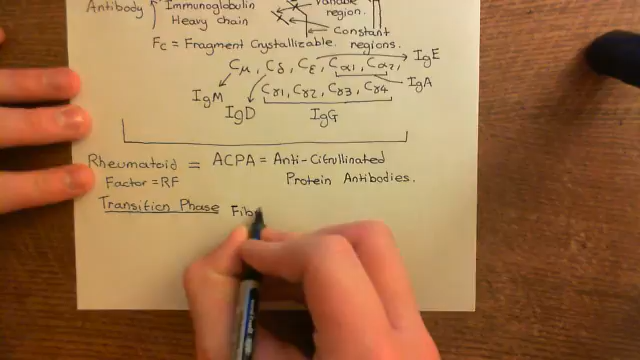 Antibody Immunoglobulin Variable
Heavy chain region.
Constant
Fc = Fragment Crystallizable. regions.
Cμ, Cδ, Cε, Cα1, Cα2, IgE
IgA
Cγ1, Cγ2, Cγ3, Cγ4
IgM
IgD IgG
Rheumatoid = ACPA = Anti-Citrullinated
Factor = RF Protein Antibodies.
Transition Phase Fib